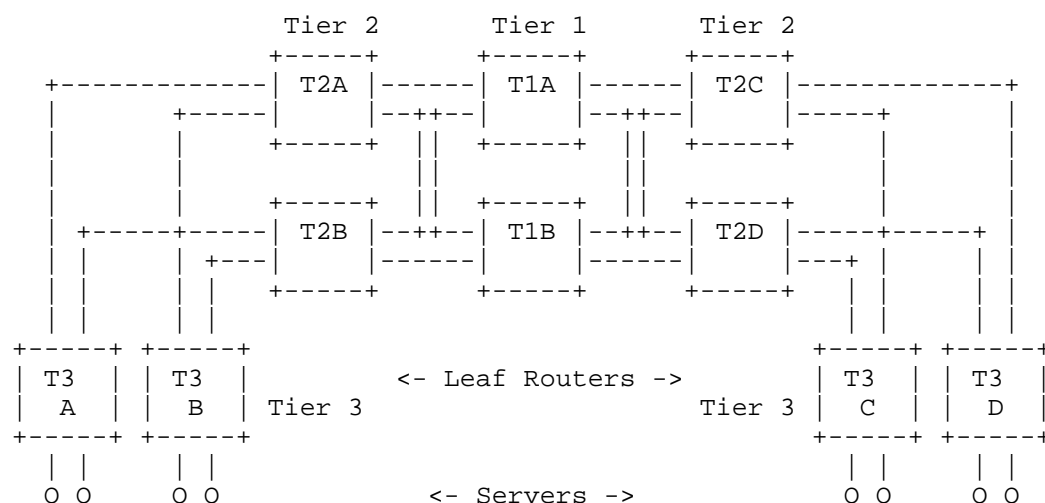 Tier 2 Tier 1 Tier 2
T2A T1A T2C
T2B T1B T2D
T3 T3 <- Leaf Routers -> T3 T3
A B Tier 3 Tier 3 C D
O O O O <- Servers -> O O O O